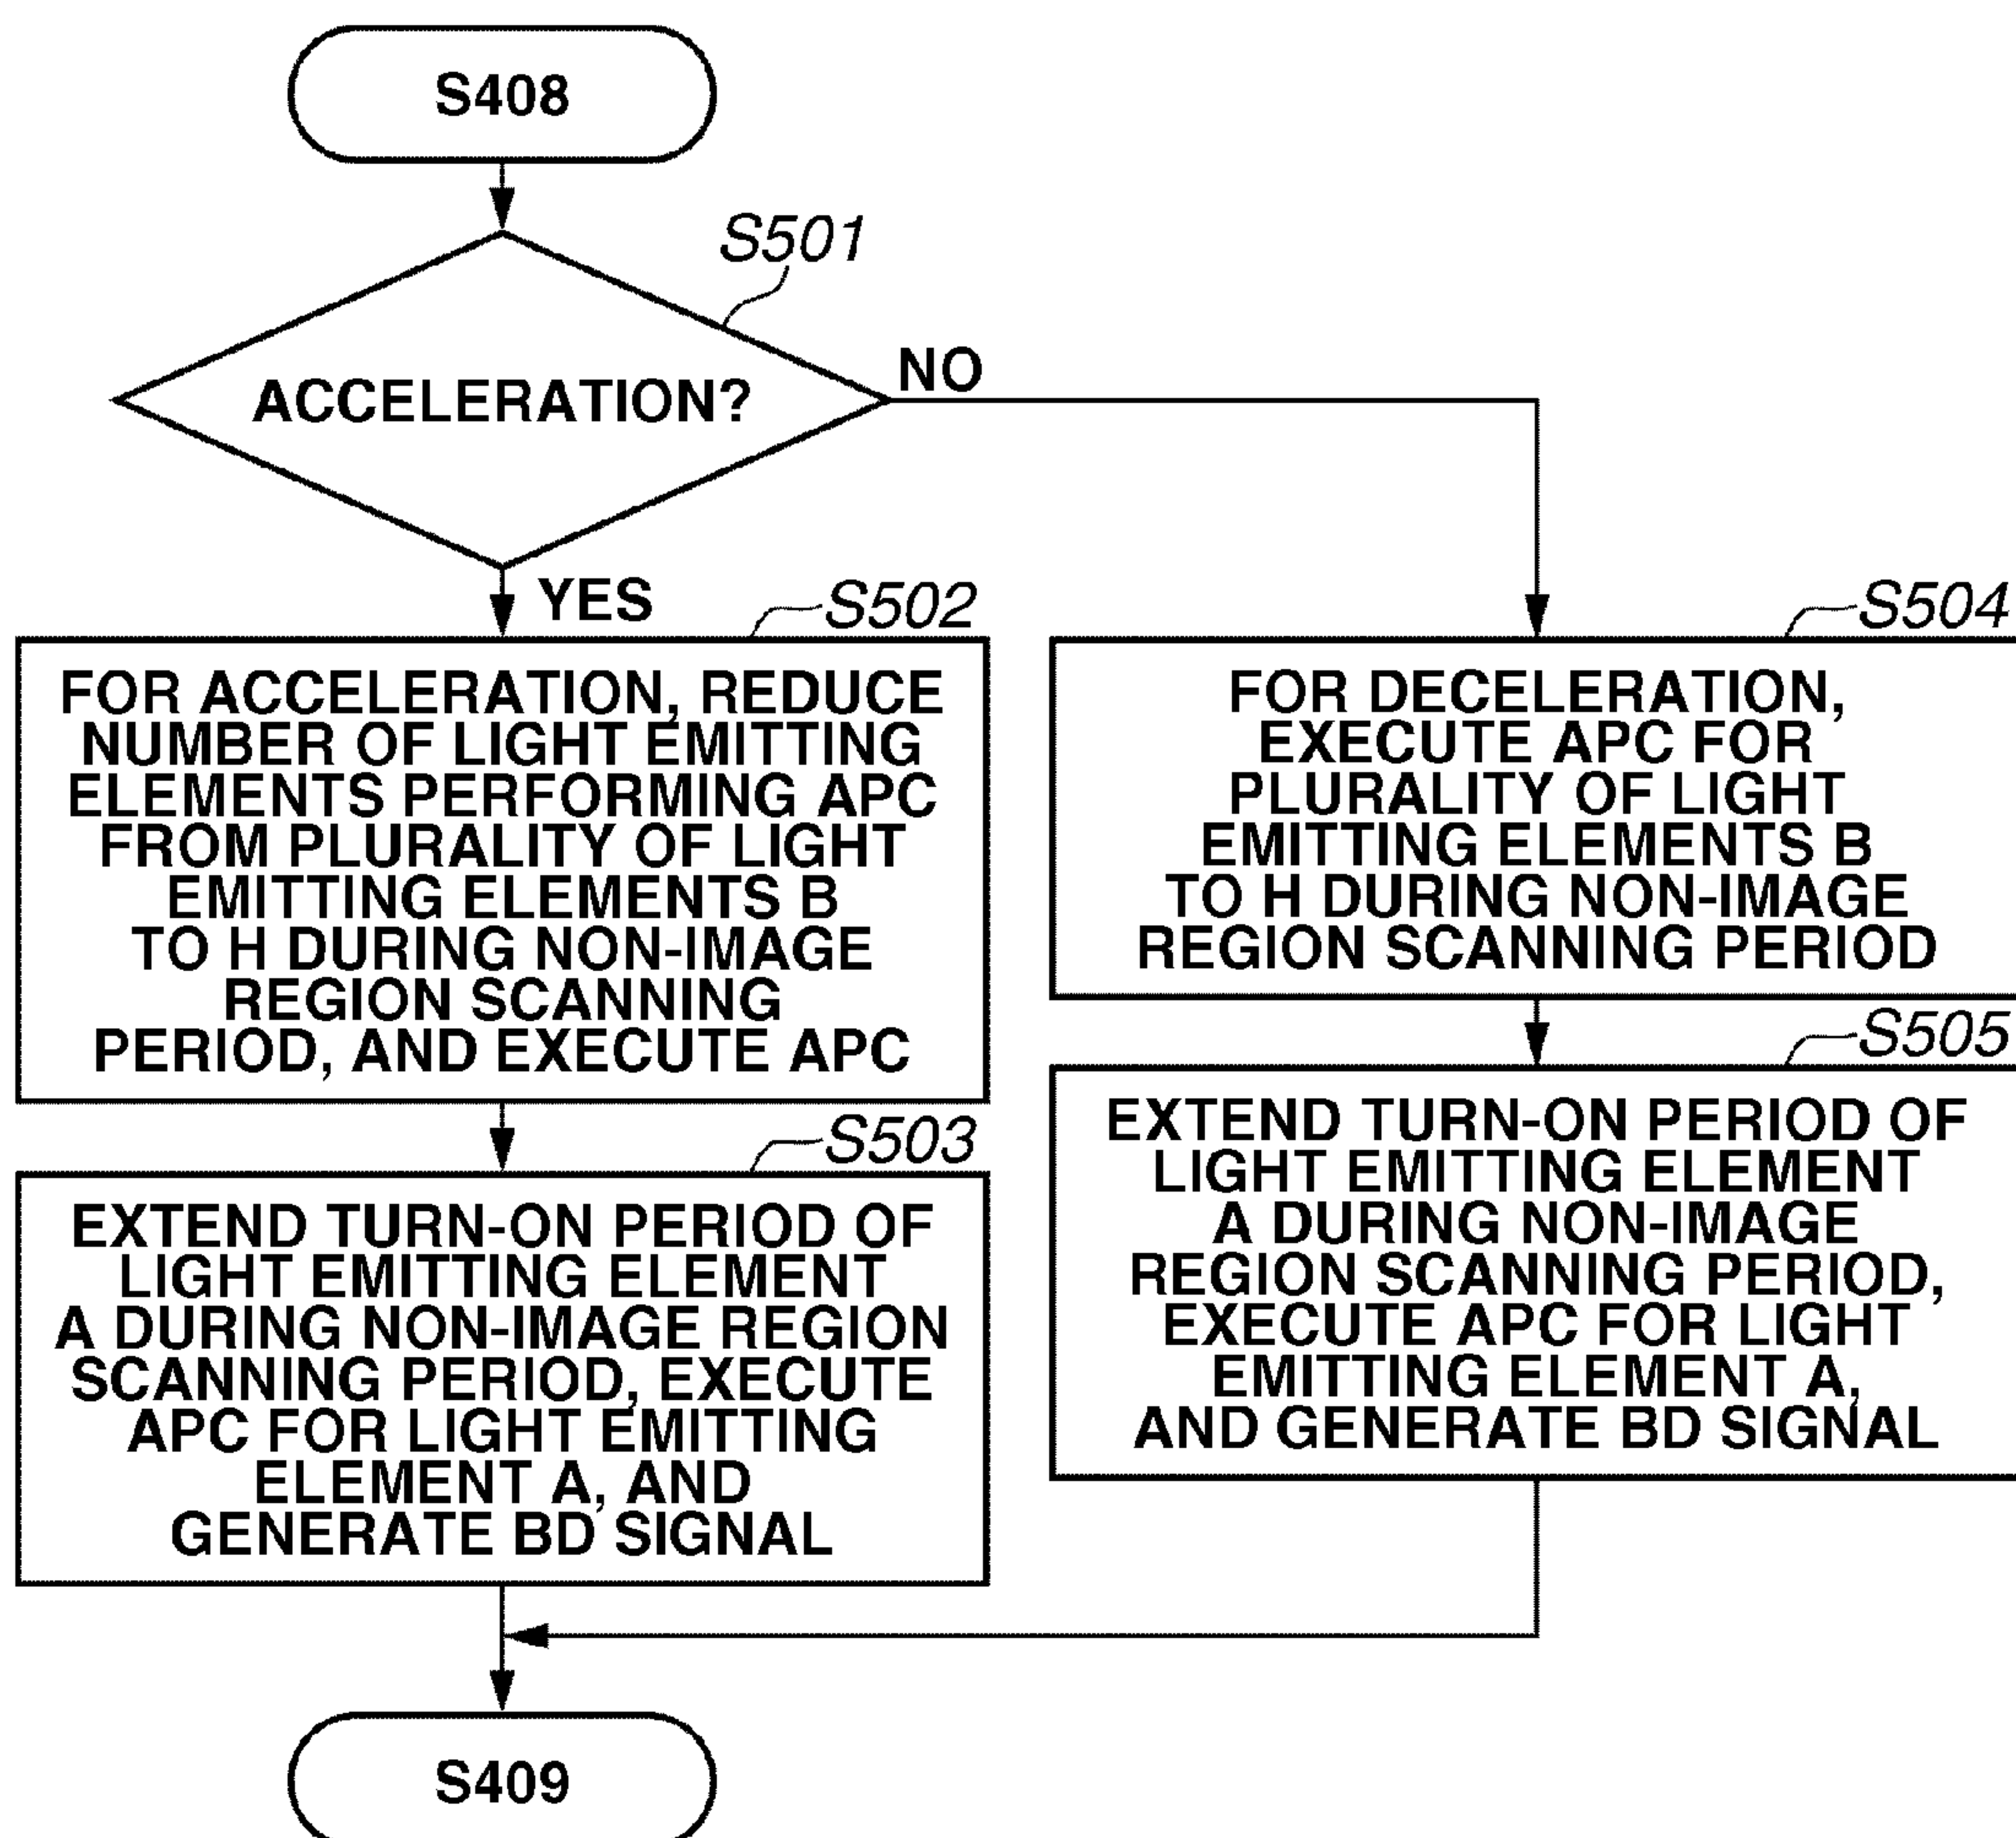 S408
S501
ACCELERATION?
NO
YES
S502
FOR ACCELERATION, REDUCE
NUMBER OF LIGHT EMITTING
ELEMENTS PERFORMING APC
FROM PLURALITY OF LIGHT
EMITTING ELEMENTS B
TO H DURING NON-IMAGE
REGION SCANNING
PERIOD, AND EXECUTE APC
S503
EXTEND TURN-ON PERIOD OF
LIGHT EMITTING ELEMENT
A DURING NON-IMAGE REGION
SCANNING PERIOD, EXECUTE
APC FOR LIGHT EMITTING
ELEMENT A, AND
GENERATE BD SIGNAL
S504
FOR DECELERATION,
EXECUTE APC FOR
PLURALITY OF LIGHT
EMITTING ELEMENTS B
TO H DURING NON-IMAGE
REGION SCANNING PERIOD
S505
EXTEND TURN-ON PERIOD OF
LIGHT EMITTING ELEMENT
A DURING NON-IMAGE
REGION SCANNING PERIOD,
EXECUTE APC FOR LIGHT
EMITTING ELEMENT A,
AND GENERATE BD SIGNAL
S409